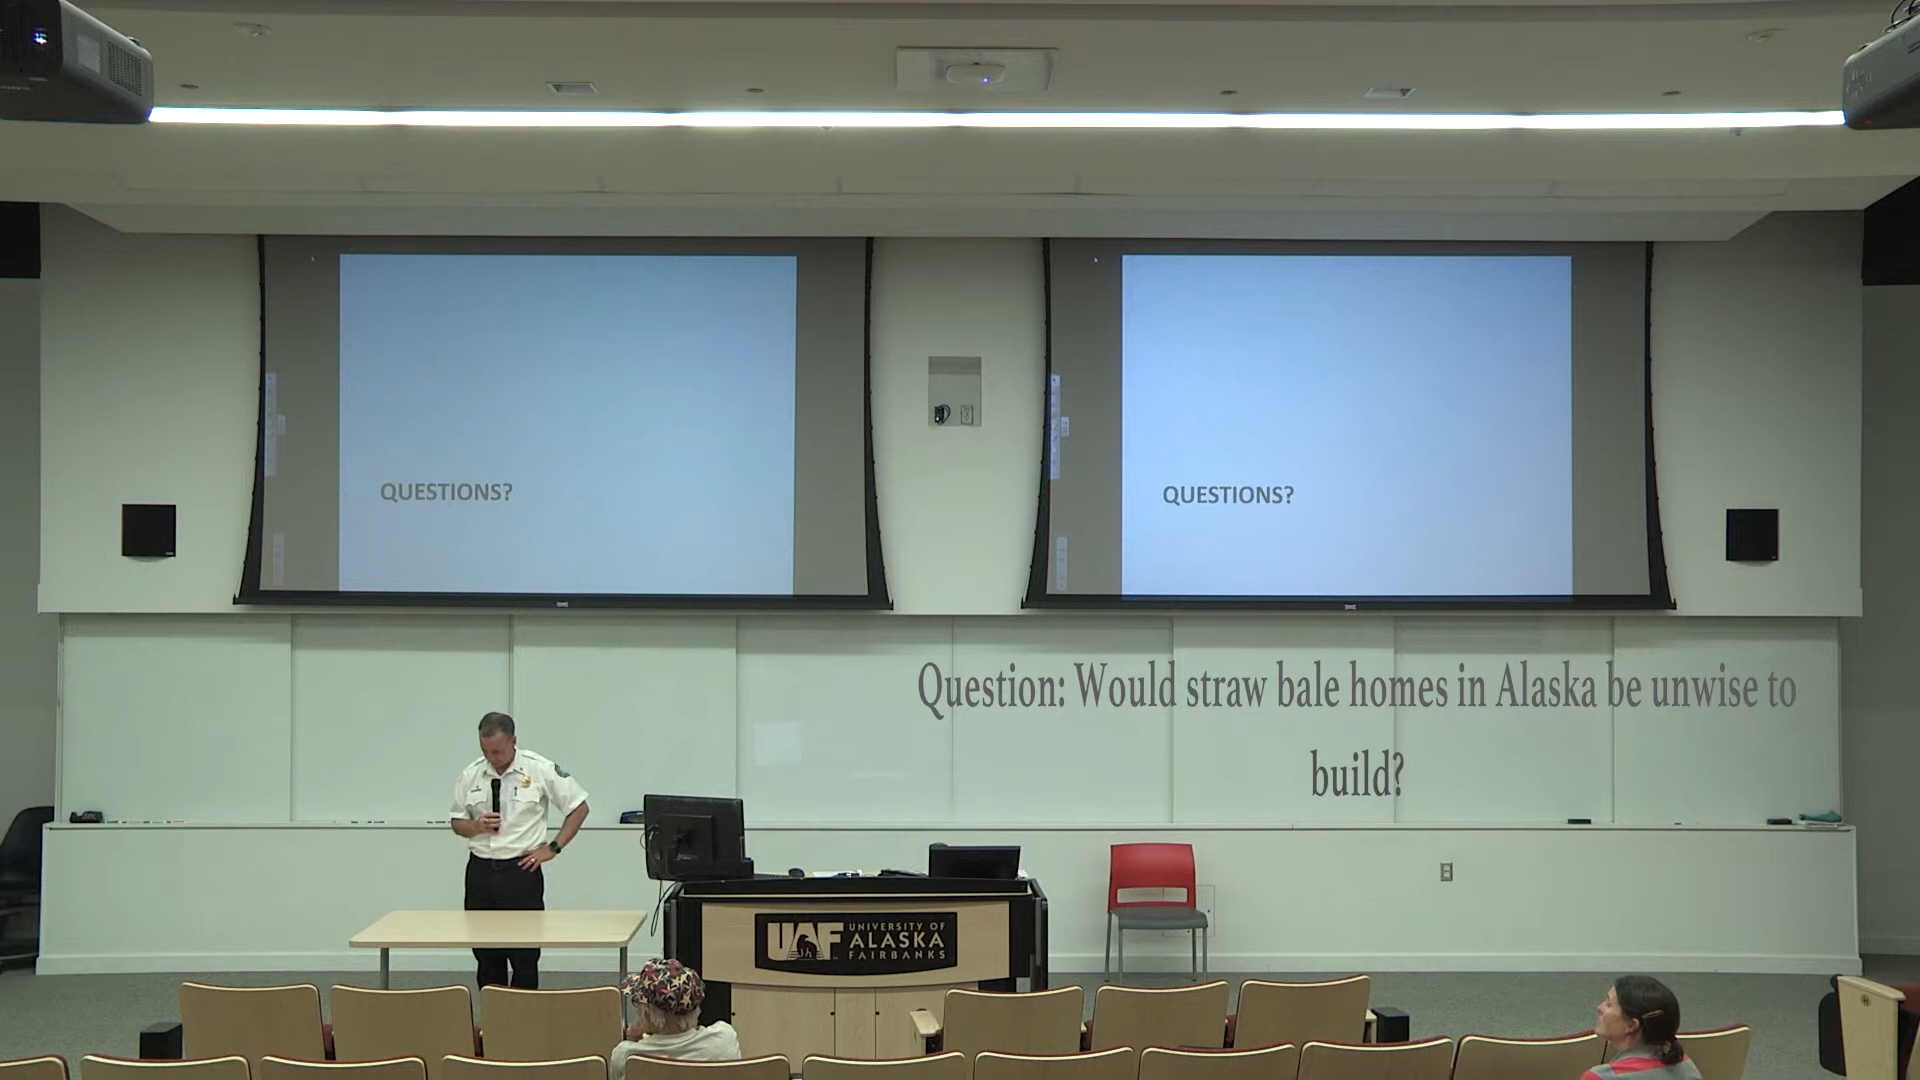 QUESTIONS?
QUESTIONS?
Question: Would straw bale homes in Alaska be unwise to
build?
UAF
UNIVERSITY OF
ALASKA
FAIRBANKS